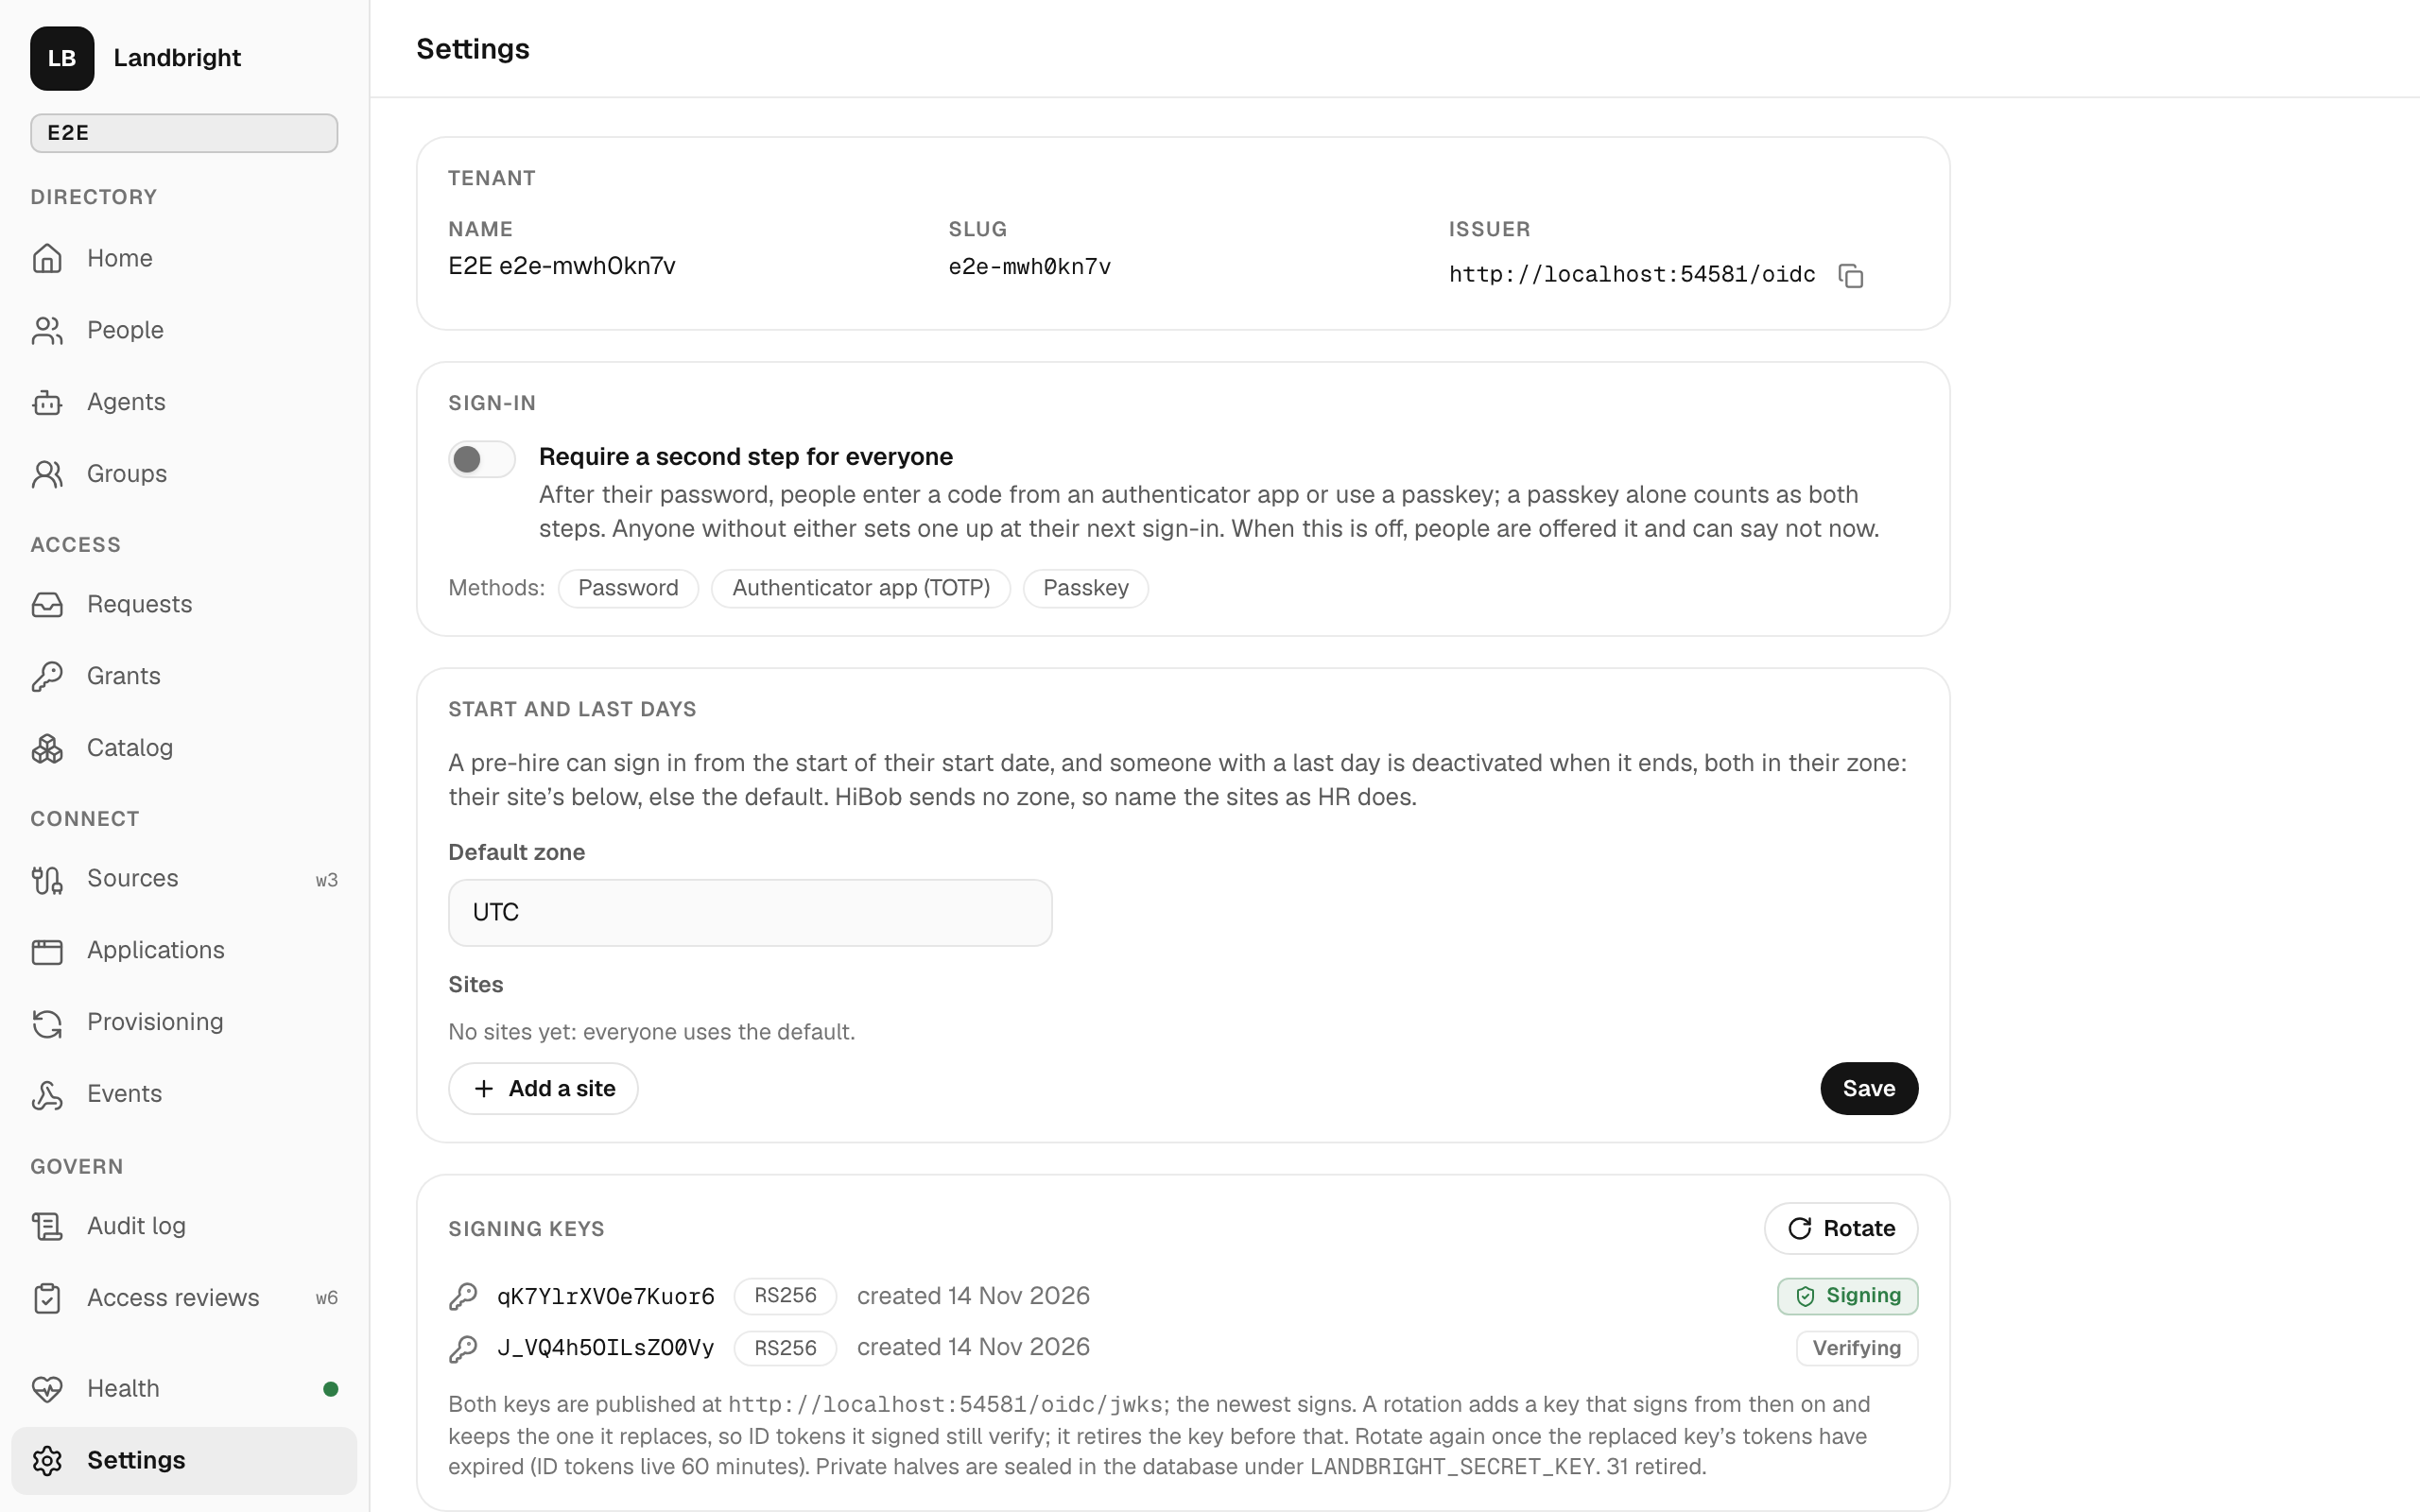 LB
Landbright
E2E
DIRECTORY
Home
People
Agents
Groups
ACCESS
Requests
Grants
Catalog
CONNECT
Sources w3
Applications
Provisioning
Events
GOVERN
Audit log
Access reviews w6
Health
Settings
Settings
TENANT
NAME SLUG ISSUER
E2E e2e-mwh0kn7v e2e-mwh0kn7v http://localhost:54581/oidc
SIGN-IN
Require a second step for everyone
After their password, people enter a code from an authenticator app or use a passkey; a passkey alone counts as both
steps. Anyone without either sets one up at their next sign-in. When this is off, people are offered it and can say not now.
Methods: Password Authenticator app (TOTP) Passkey
START AND LAST DAYS
A pre-hire can sign in from the start of their start date, and someone with a last day is deactivated when it ends, both in their zone:
their site’s below, else the default. HiBob sends no zone, so name the sites as HR does.
Default zone
UTC
Sites
No sites yet: everyone uses the default.
Add a site Save
SIGNING KEYS Rotate
qK7YlrXVOe7Kuor6 RS256 created 14 Nov 2026 Signing
J_VQ4h5OILsZO0Vy RS256 created 14 Nov 2026 Verifying
Both keys are published at http://localhost:54581/oidc/jwks; the newest signs. A rotation adds a key that signs from then on and
keeps the one it replaces, so ID tokens it signed still verify; it retires the key before that. Rotate again once the replaced key’s tokens have
expired (ID tokens live 60 minutes). Private halves are sealed in the database under LANDBRIGHT_SECRET_KEY. 31 retired.